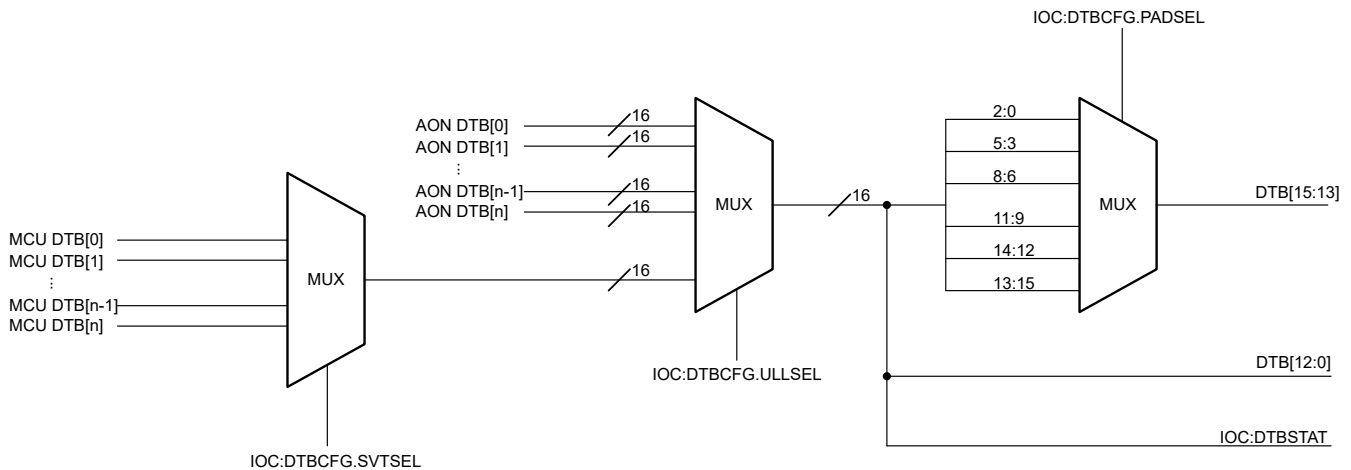 IOC:DTBCFG.PADSEL
AON DTB[0]
16
AON DTB[1]
16
⋮
AON DTB[n-1]
16
AON DTB[n]
16
MUX
16
2:0
5:3
8:6
11:9
14:12
13:15
MUX
DTB[15:13]
MCU DTB[0]
MCU DTB[1]
⋮
MCU DTB[n-1]
MCU DTB[n]
MUX
16
IOC:DTBCFG.ULLSEL
DTB[12:0]
IOC:DTBSTAT
IOC:DTBCFG.SVTSEL